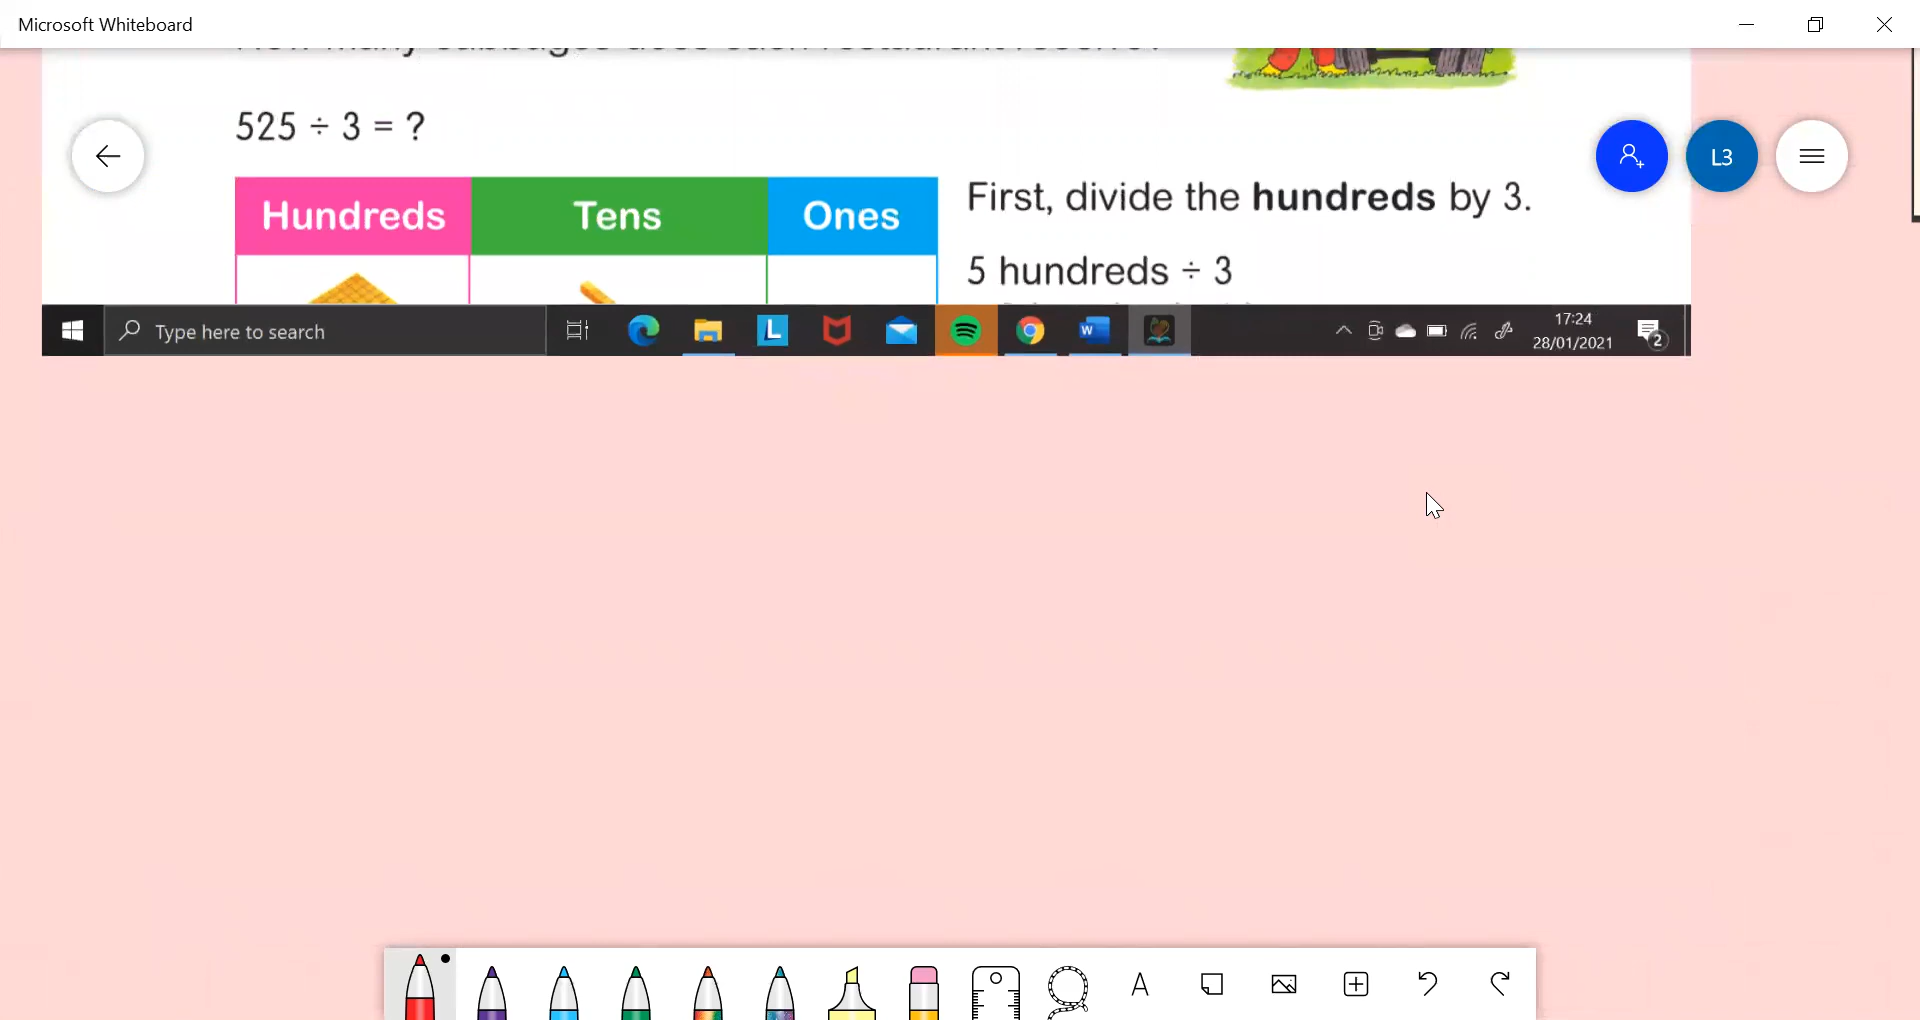 Microsoft Whiteboard
525 ÷ 3 = ?
L3
Hundreds Tens Ones
First, divide the hundreds by 3.
5 hundreds ÷ 3
Type here to search
L
W
17:24
28/01/2021
2
A